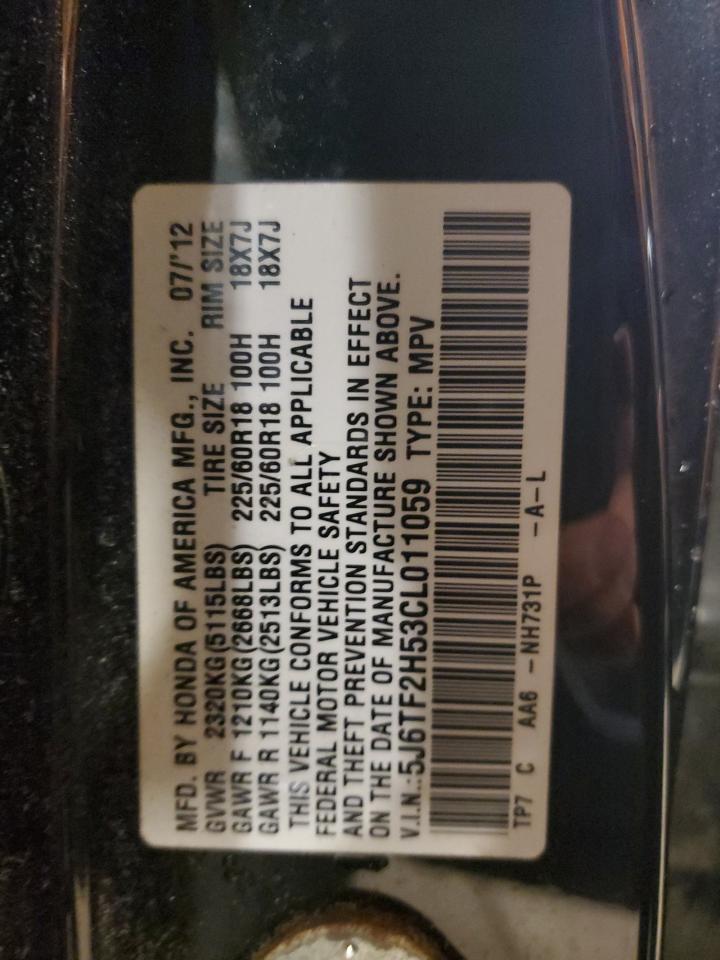 MFD. BY HONDA OF AMERICA MFG., INC. 07/'12
GVWR 2320KG(5115LBS) TIRE SIZE RIM SIZE
GAWR F 1210KG(2668LBS) 225/60R18 100H 18X7J
GAWR R 1140KG(2513LBS) 225/60R18 100H 18X7J
THIS VEHICLE CONFORMS TO ALL APPLICABLE
FEDERAL MOTOR VEHICLE SAFETY
AND THEFT PREVENTION STANDARDS IN EFFECT
ON THE DATE OF MANUFACTURE SHOWN ABOVE.
V.I.N.:5J6TF2H53CL011059 TYPE: MPV
TP7 C AA6 -NH731P -A-L